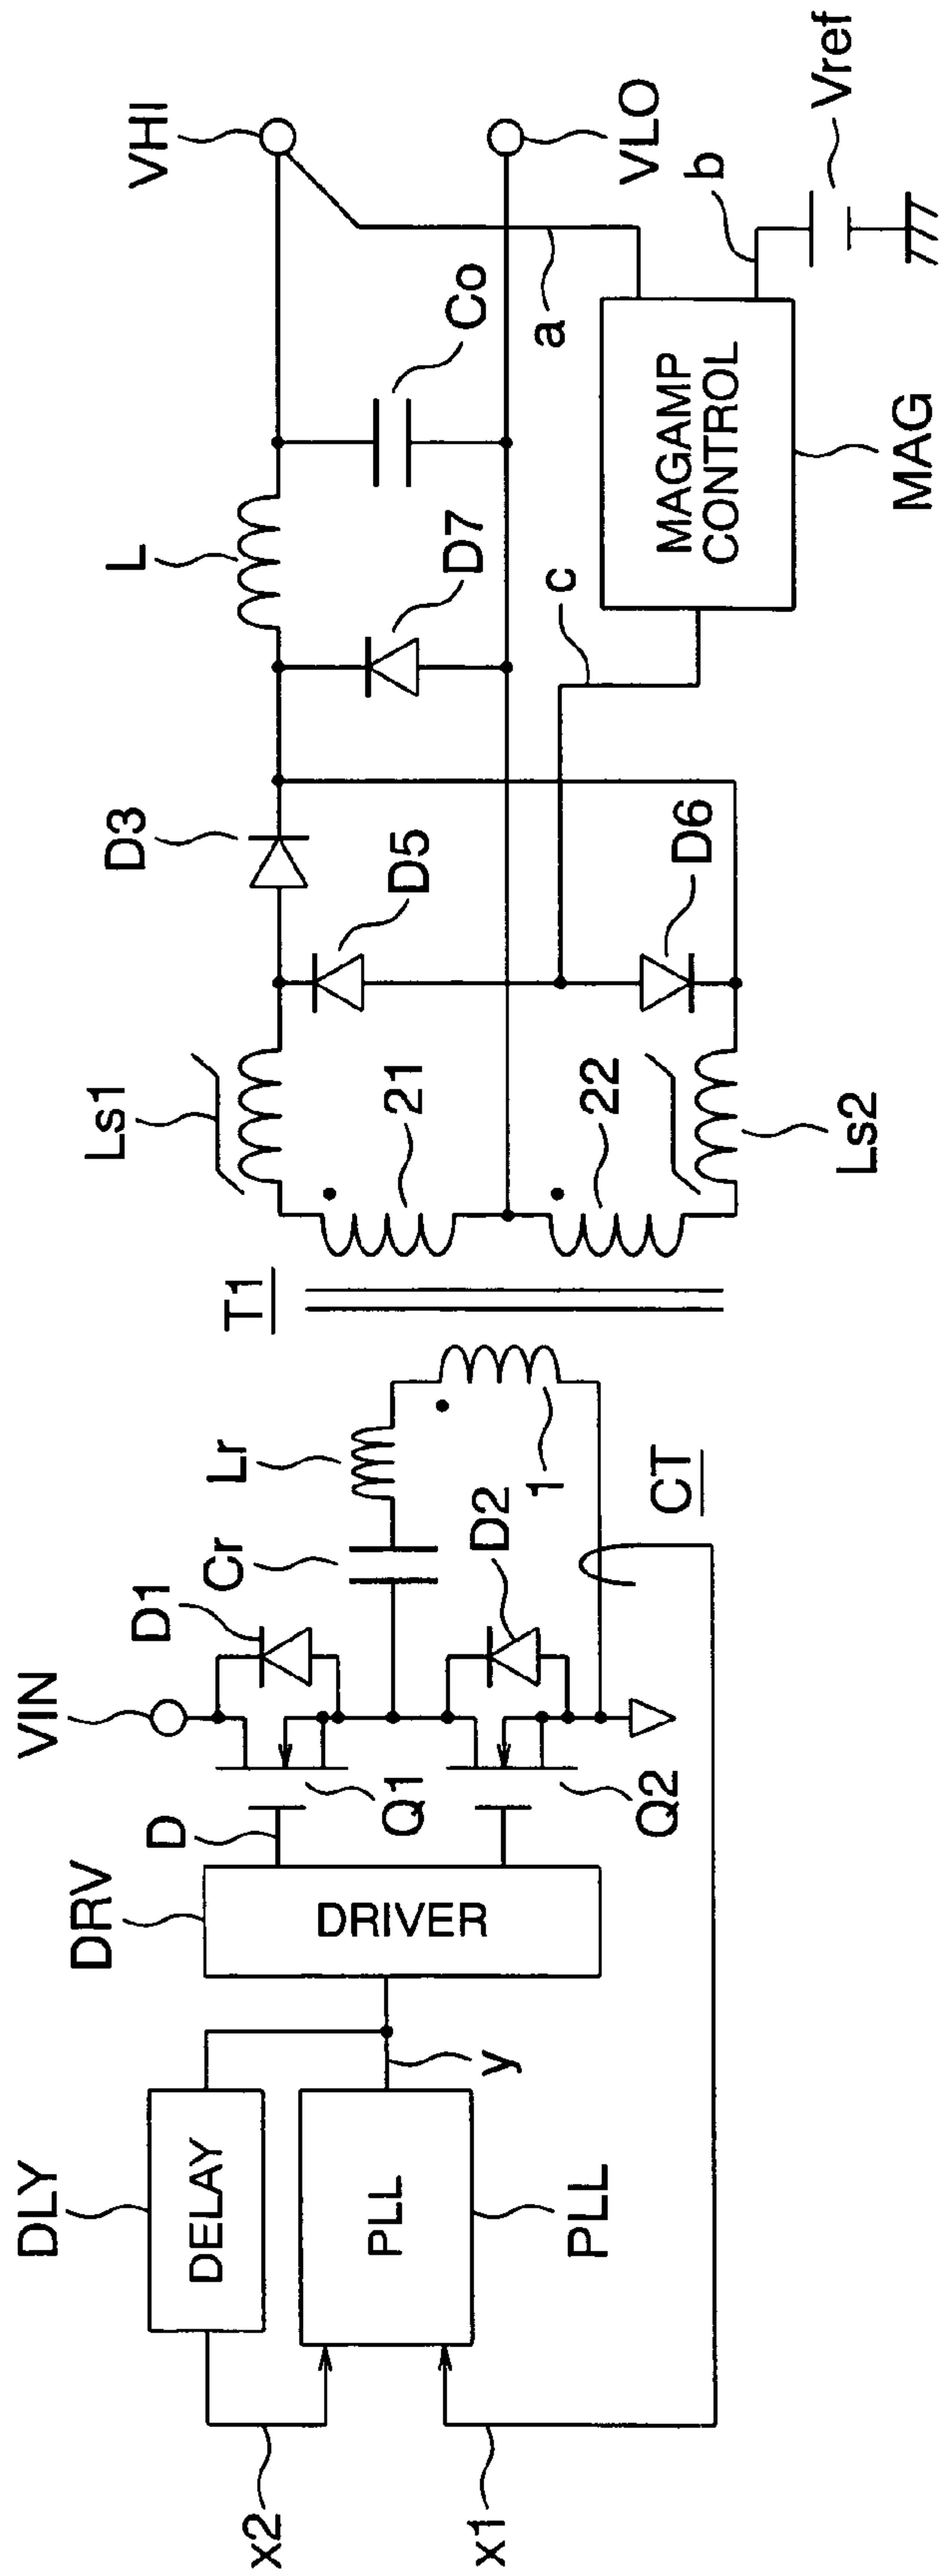 VIN
D1
Cr
Lr
T1
Ls1
D3
L
VHI
DLY
DELAY
DRV
DRIVER
D
Q1
D2
1
21
D5
D7
Co
VLO
x2
y
PLL
PLL
Q2
CT
22
D6
c
a
b
Vref
x1
Ls2
MAGAMP
CONTROL
MAG